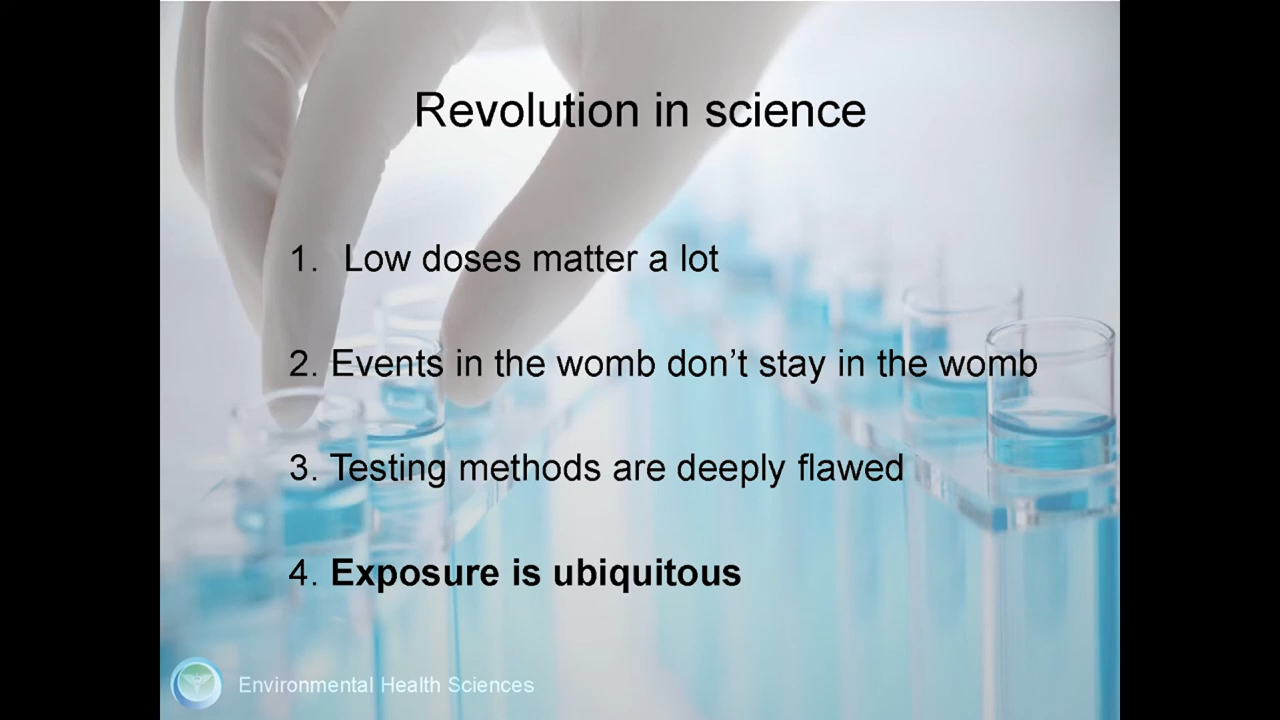 Revolution in science
1. Low doses matter a lot
2. Events in the womb don’t stay in the womb
3. Testing methods are deeply flawed
4. Exposure is ubiquitous
Environmental Health Sciences